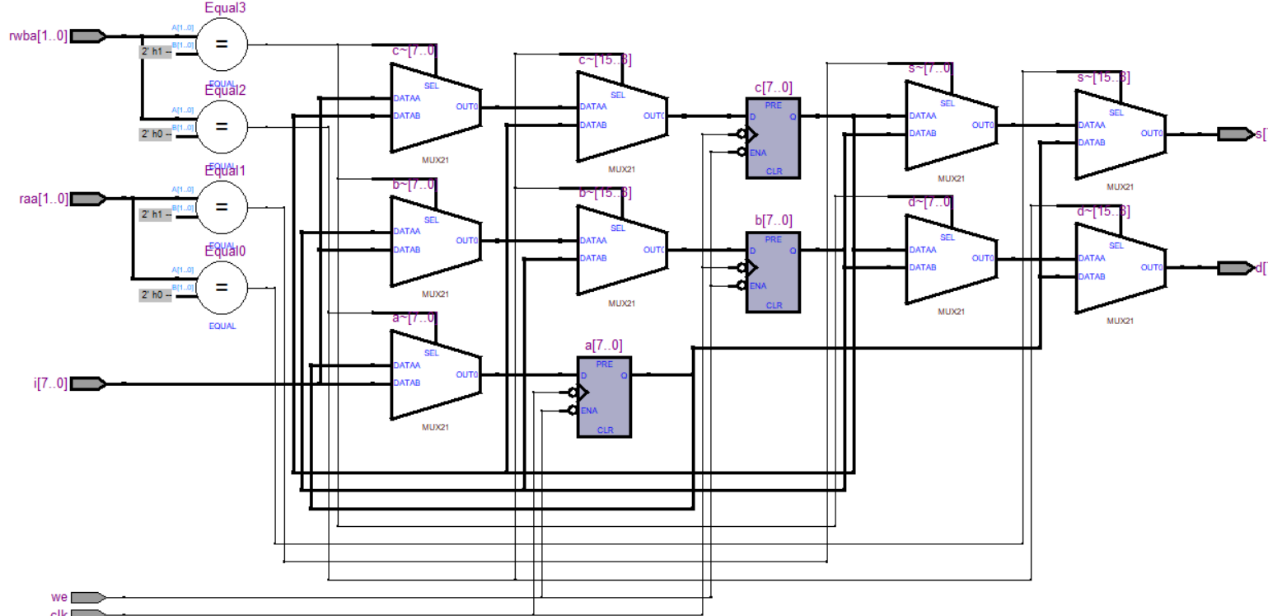 Equal3
rwba[1..0]
A[1..0]
B[1..0]
2' h1
=
EQUAL
Equal2
A[1..0]
B[1..0]
2' h0
=
EQUAL
Equal1
raa[1..0]
A[1..0]
B[1..0]
2' h1
=
EQUAL
Equal0
A[1..0]
B[1..0]
2' h0
=
EQUAL
i[7..0]
we
clk
c~[7..0]
SEL
DATAA
DATAB
OUT0
MUX21
b~[7..0]
SEL
DATAA
DATAB
OUT0
MUX21
a~[7..0]
SEL
DATAA
DATAB
OUT0
MUX21
c~[15..8]
SEL
DATAA
DATAB
OUT0
MUX21
b~[15..8]
SEL
DATAA
DATAB
OUT0
MUX21
a[7..0]
PRE
D
Q
ENA
CLR
c[7..0]
PRE
D
Q
ENA
CLR
b[7..0]
PRE
D
Q
ENA
CLR
s~[7..0]
SEL
DATAA
DATAB
OUT0
MUX21
d~[7..0]
SEL
DATAA
DATAB
OUT0
MUX21
s~[15..8]
SEL
DATAA
DATAB
OUT0
MUX21
d~[15..8]
SEL
DATAA
DATAB
OUT0
MUX21
s[
d[